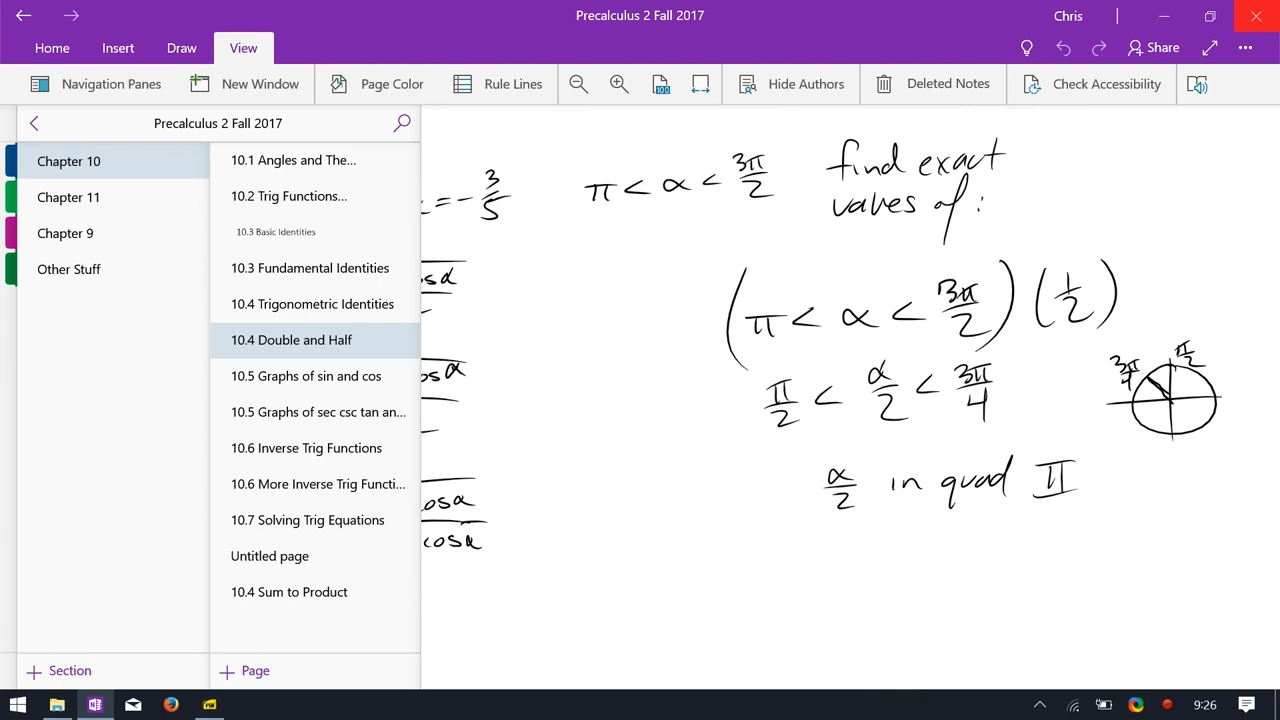 Precalculus 2 Fall 2017
Chris
Home Insert Draw View
Share
Navigation Panes New Window Page Color Rule Lines 100 Hide Authors Deleted Notes Check Accessibility
Precalculus 2 Fall 2017
Chapter 10
Chapter 11
Chapter 9
Other Stuff
Section
10.1 Angles and The...
10.2 Trig Functions...
10.3 Basic Identities
10.3 Fundamental Identities
10.4 Trigonometric Identities
10.4 Double and Half
10.5 Graphs of sin and cos
10.5 Graphs of sec csc tan an...
10.6 Inverse Trig Functions
10.6 More Inverse Trig Functi...
10.7 Solving Trig Equations
Untitled page
10.4 Sum to Product
Page
= -3/5 π < α < 3π/2 find exact
values of:
osα
(π < α < 3π/2)(1/2)
osα
π/2 < α/2 < 3π/4
3π/4 π/2
α/2 in quad II
cosα
cosα
9:26